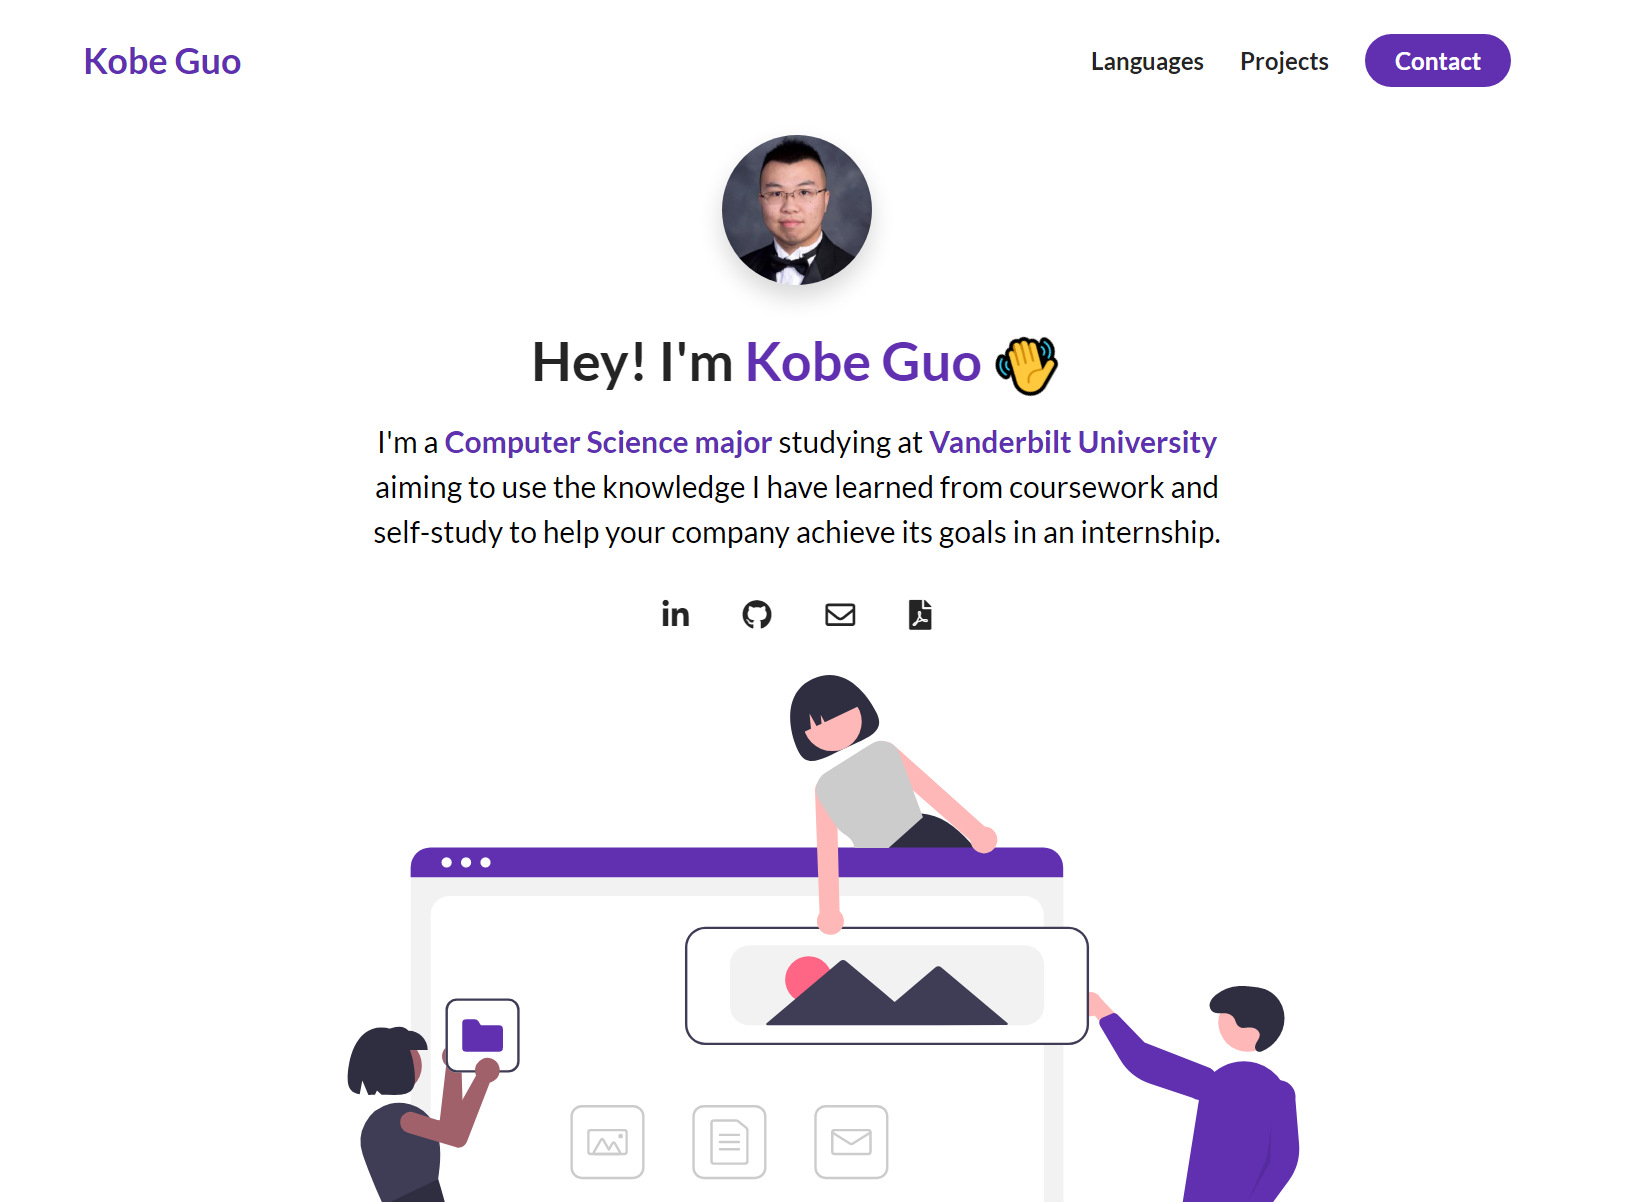 Kobe Guo
Languages Projects Contact
Hey! I'm Kobe Guo
I'm a Computer Science major studying at Vanderbilt University
aiming to use the knowledge I have learned from coursework and
self-study to help your company achieve its goals in an internship.
in